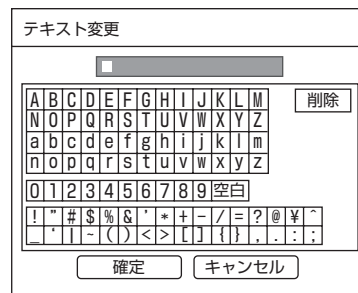 テキスト変更
A B C D E F G H I J K L M 削除
N O P Q R S T U V W X Y Z
a b c d e f g h i j k l m
n o p q r s t u v w x y z
0 1 2 3 4 5 6 7 8 9 空白
! " # $ % & ' * + - / = ? @ ¥ ^
_ ‘ | ~ ( ) < > [ ] { } , . : ;
確定 キャンセル